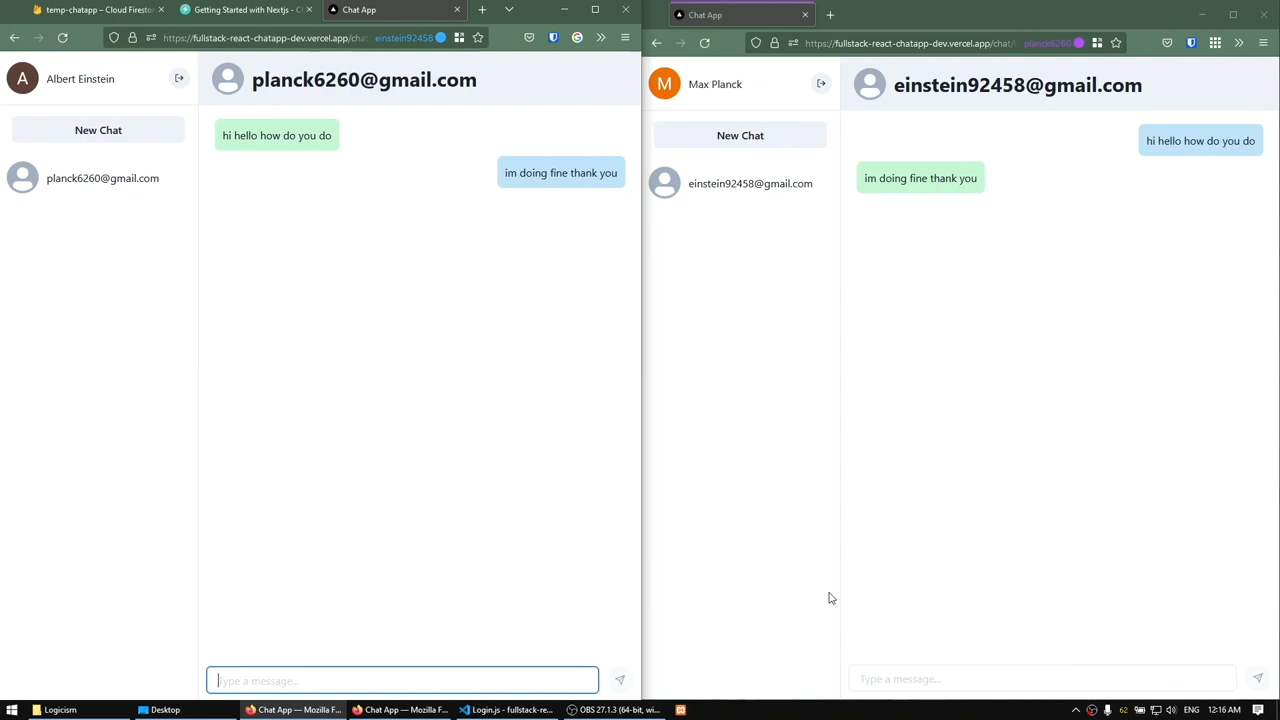 temp-chatapp – Cloud Firestor
Getting Started with Nextjs - C
Chat App
https://fullstack-react-chatapp-dev.vercel.app/cha
einstein92458
A
Albert Einstein
planck6260@gmail.com
New Chat
planck6260@gmail.com
hi hello how do you do
im doing fine thank you
Type a message...
Chat App
https://fullstack-react-chatapp-dev.vercel.app/chat/
planck6260
M
Max Planck
einstein92458@gmail.com
New Chat
einstein92458@gmail.com
hi hello how do you do
im doing fine thank you
Type a message...
Logicism
Desktop
Chat App — Mozilla F...
Chat App — Mozilla F...
Login.js - fullstack-re...
OBS 27.1.3 (64-bit, wi...
62
12:16 AM